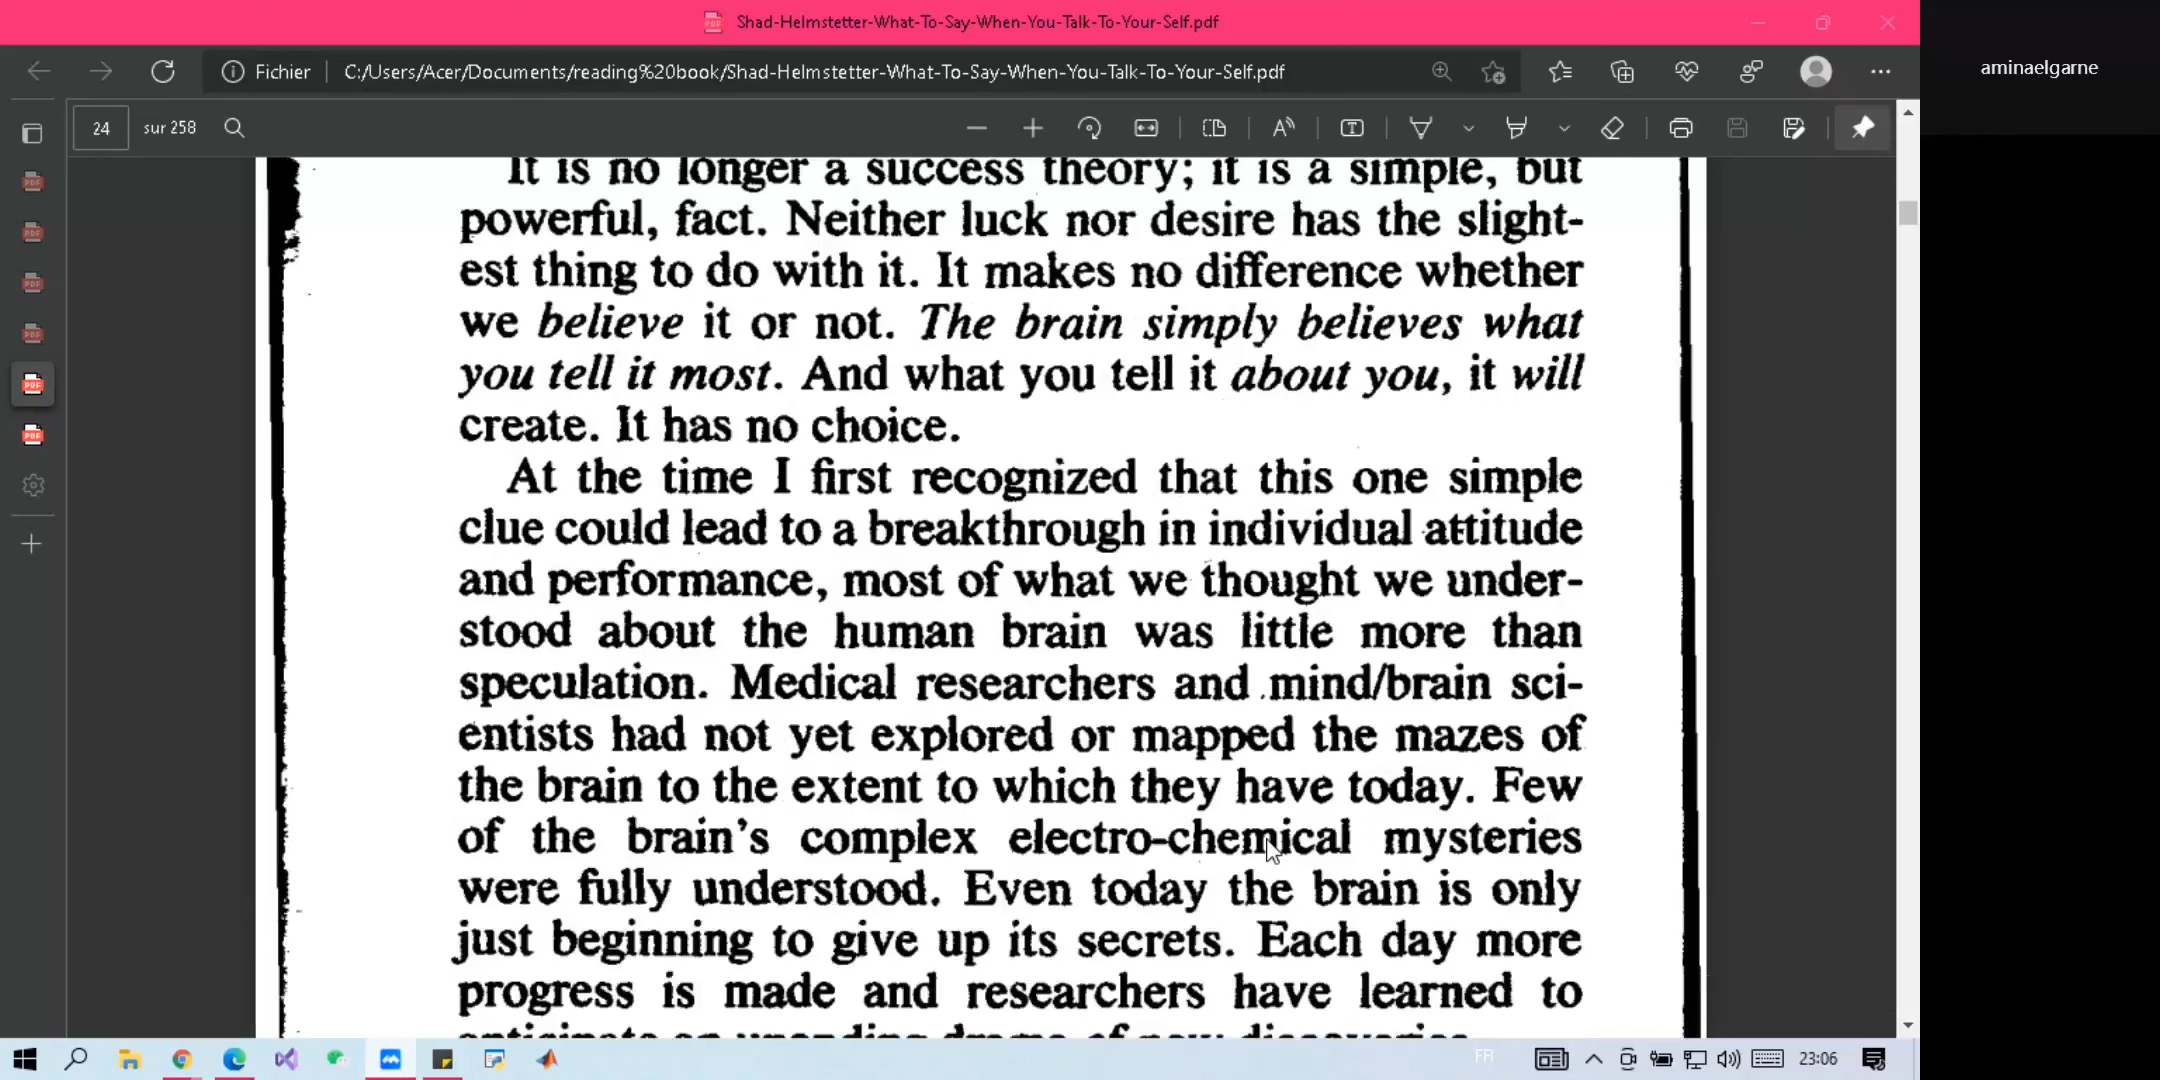 Shad-Helmstetter-What-To-Say-When-You-Talk-To-Your-Self.pdf
Fichier C:/Users/Acer/Documents/reading%20book/Shad-Helmstetter-What-To-Say-When-You-Talk-To-Your-Self.pdf
aminaelgarne
24 sur 258
It is no longer a success theory; it is a simple, but
powerful, fact. Neither luck nor desire has the slight-
est thing to do with it. It makes no difference whether
we believe it or not. The brain simply believes what
you tell it most. And what you tell it about you, it will
create. It has no choice.
At the time I first recognized that this one simple
clue could lead to a breakthrough in individual attitude
and performance, most of what we thought we under-
stood about the human brain was little more than
speculation. Medical researchers and mind/brain sci-
entists had not yet explored or mapped the mazes of
the brain to the extent to which they have today. Few
of the brain's complex electro-chemical mysteries
were fully understood. Even today the brain is only
just beginning to give up its secrets. Each day more
progress is made and researchers have learned to
anticipate an unending drama of new discoveries.
FR 23:06